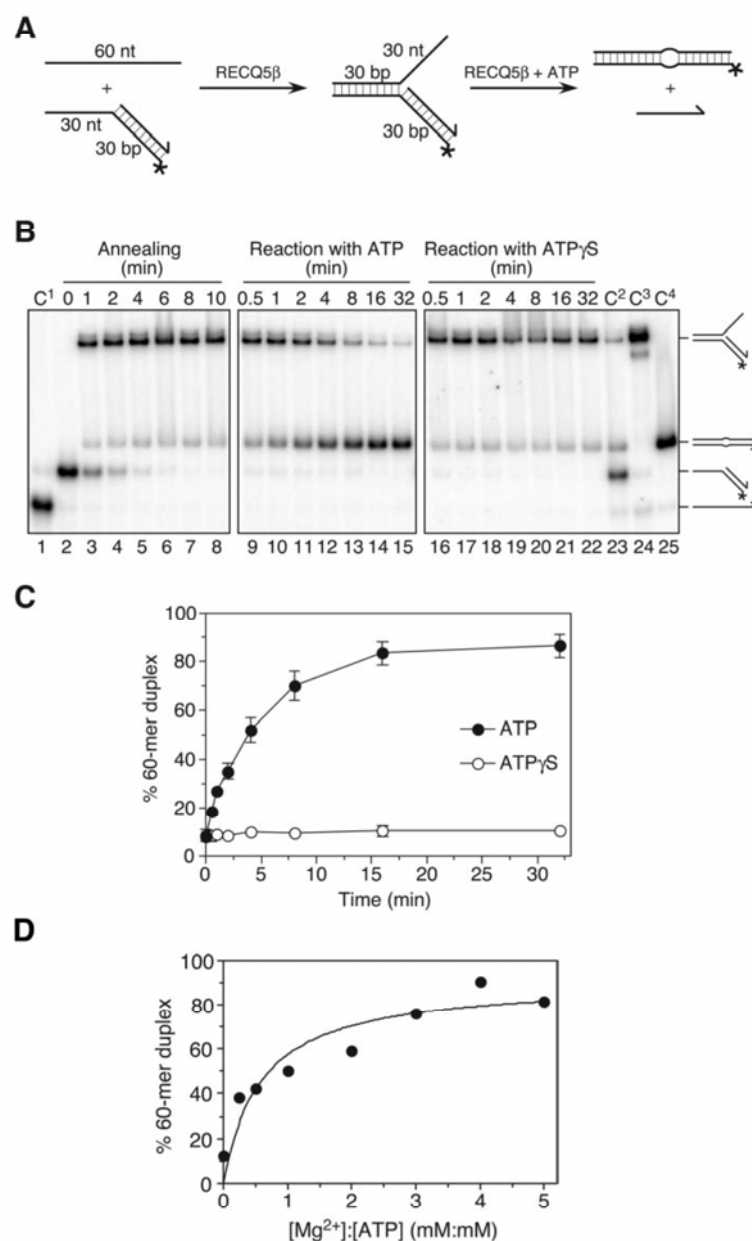 A
60 nt
30 nt
RECQ5β
30 bp
RECQ5β + ATP
+
+
30 nt
30 bp
30 bp
*
*
*
B
Annealing
(min)
Reaction with ATP
(min)
Reaction with ATPγS
(min)
C1 0 1 2 4 6 8 10 0.5 1 2 4 8 16 32 0.5 1 2 4 8 16 32 C2 C3 C4
*
*
1 2 3 4 5 6 7 8 9 10 11 12 13 14 15 16 17 18 19 20 21 22 23 24 25
C
100
80
60
40
20
0
% 60-mer duplex
ATP
ATPγS
0 5 10 15 20 25 30
Time (min)
D
100
80
60
40
20
0
% 60-mer duplex
0 1 2 3 4 5
[Mg2+]:[ATP] (mM:mM)